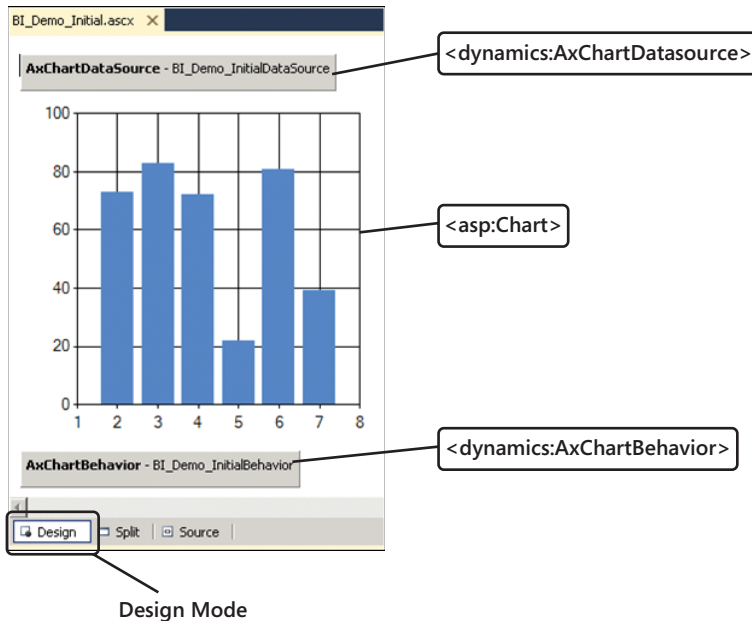 BI_Demo_Initial.ascx ×
AxChartDataSource - BI_Demo_InitialDataSource
<dynamics:AxChartDatasource>
100
80
60
40
20
0
1 2 3 4 5 6 7 8
<asp:Chart>
AxChartBehavior - BI_Demo_InitialBehavior
<dynamics:AxChartBehavior>
Design Split Source
Design Mode